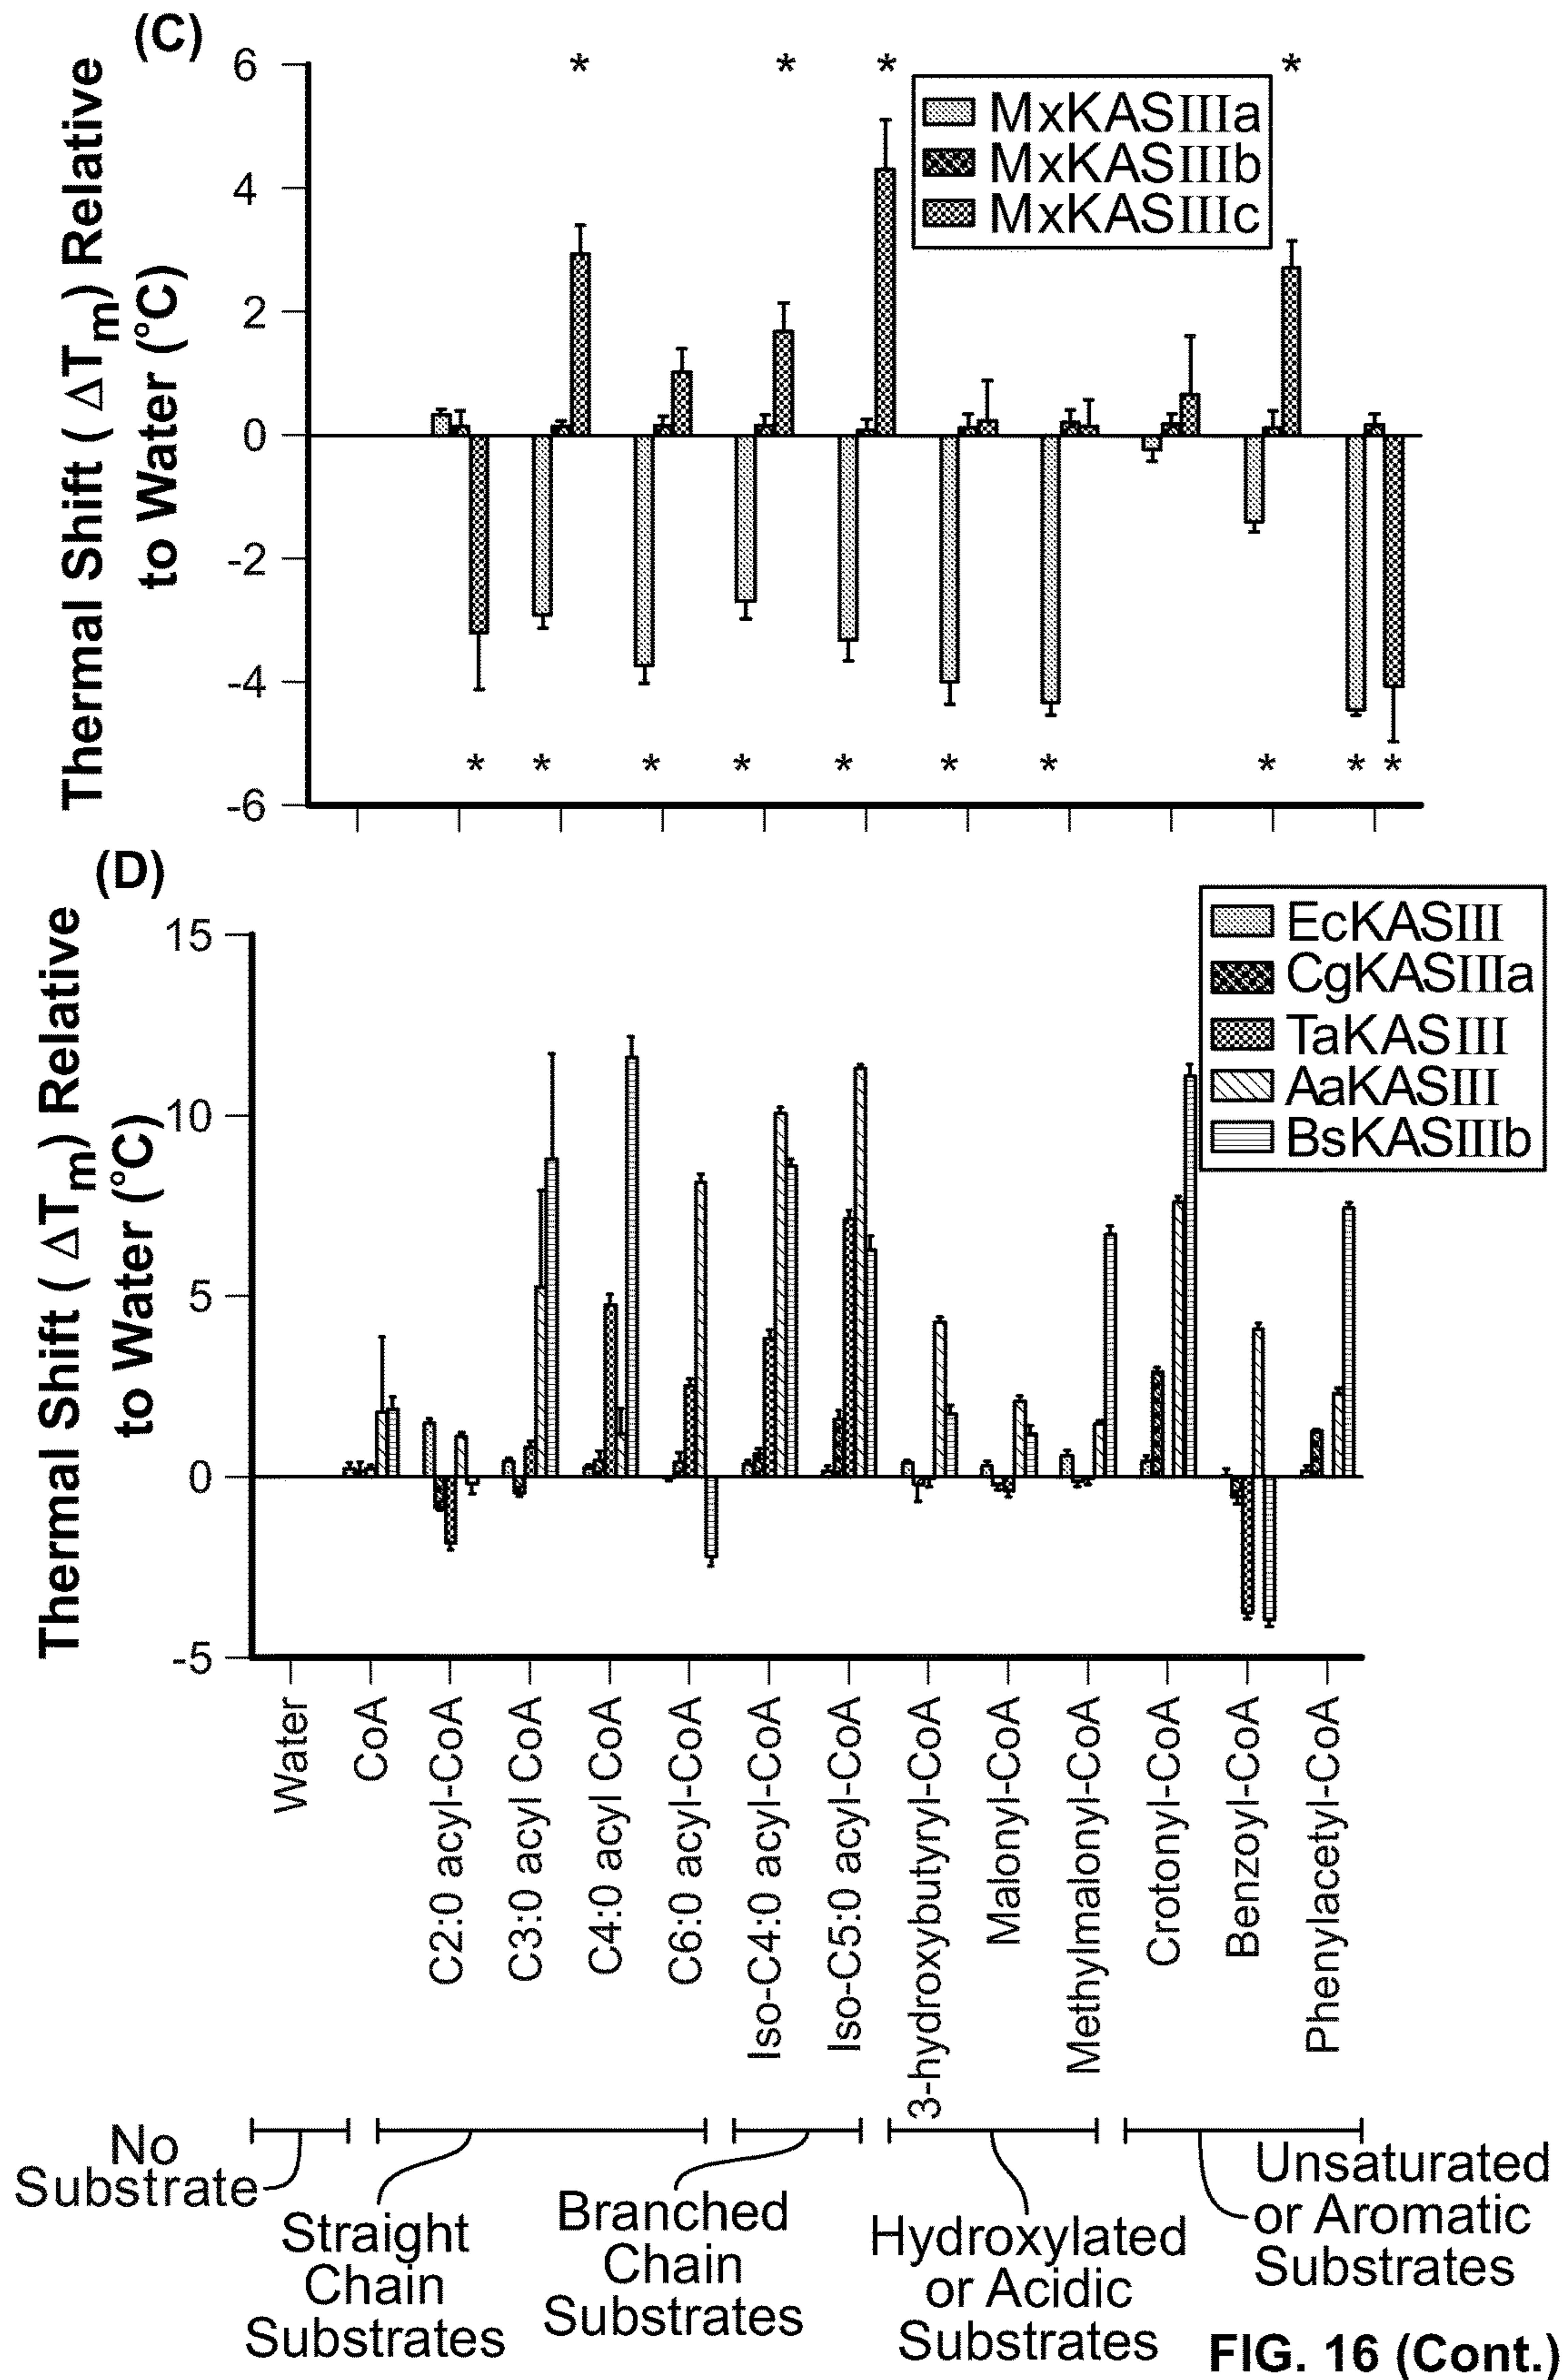 (C)
Thermal Shift ( ΔTm) Relative
to Water (°C)
6
4
2
0
-2
-4
-6
* * * *
MxKASIIIa
MxKASIIIb
MxKASIIIc
* * * * * * * * * *
(D)
Thermal Shift ( ΔTm) Relative
to Water (°C)
15
10
5
0
-5
EcKASIII
CgKASIIIa
TaKASIII
AaKASIII
BsKASIIIb
Water
CoA
C2:0 acyl-CoA
C3:0 acyl CoA
C4:0 acyl CoA
C6:0 acyl-CoA
Iso-C4:0 acyl-CoA
Iso-C5:0 acyl-CoA
3-hydroxybutyryl-CoA
Malonyl-CoA
Methylmalonyl-CoA
Crotonyl-CoA
Benzoyl-CoA
Phenylacetyl-CoA
No
Substrate
Straight
Chain
Substrates
Branched
Chain
Substrates
Hydroxylated
or Acidic
Substrates
Unsaturated
or Aromatic
Substrates
FIG. 16 (Cont.)